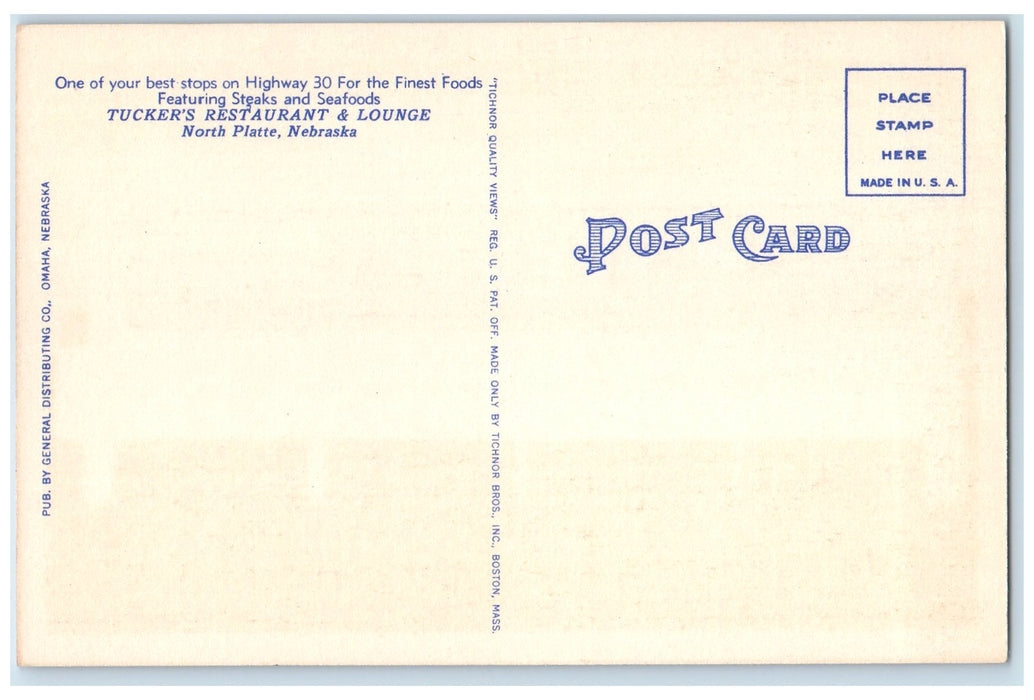 One of your best stops on Highway 30 For the Finest Foods
Featuring Steaks and Seafoods
TUCKER'S RESTAURANT & LOUNGE
North Platte, Nebraska
PUB. BY GENERAL DISTRIBUTING CO., OMAHA, NEBRASKA
"TICHNOR QUALITY VIEWS" REG. U. S. PAT. OFF. MADE ONLY BY TICHNOR BROS., INC., BOSTON, MASS.
POST CARD
PLACE
STAMP
HERE
MADE IN U. S. A.